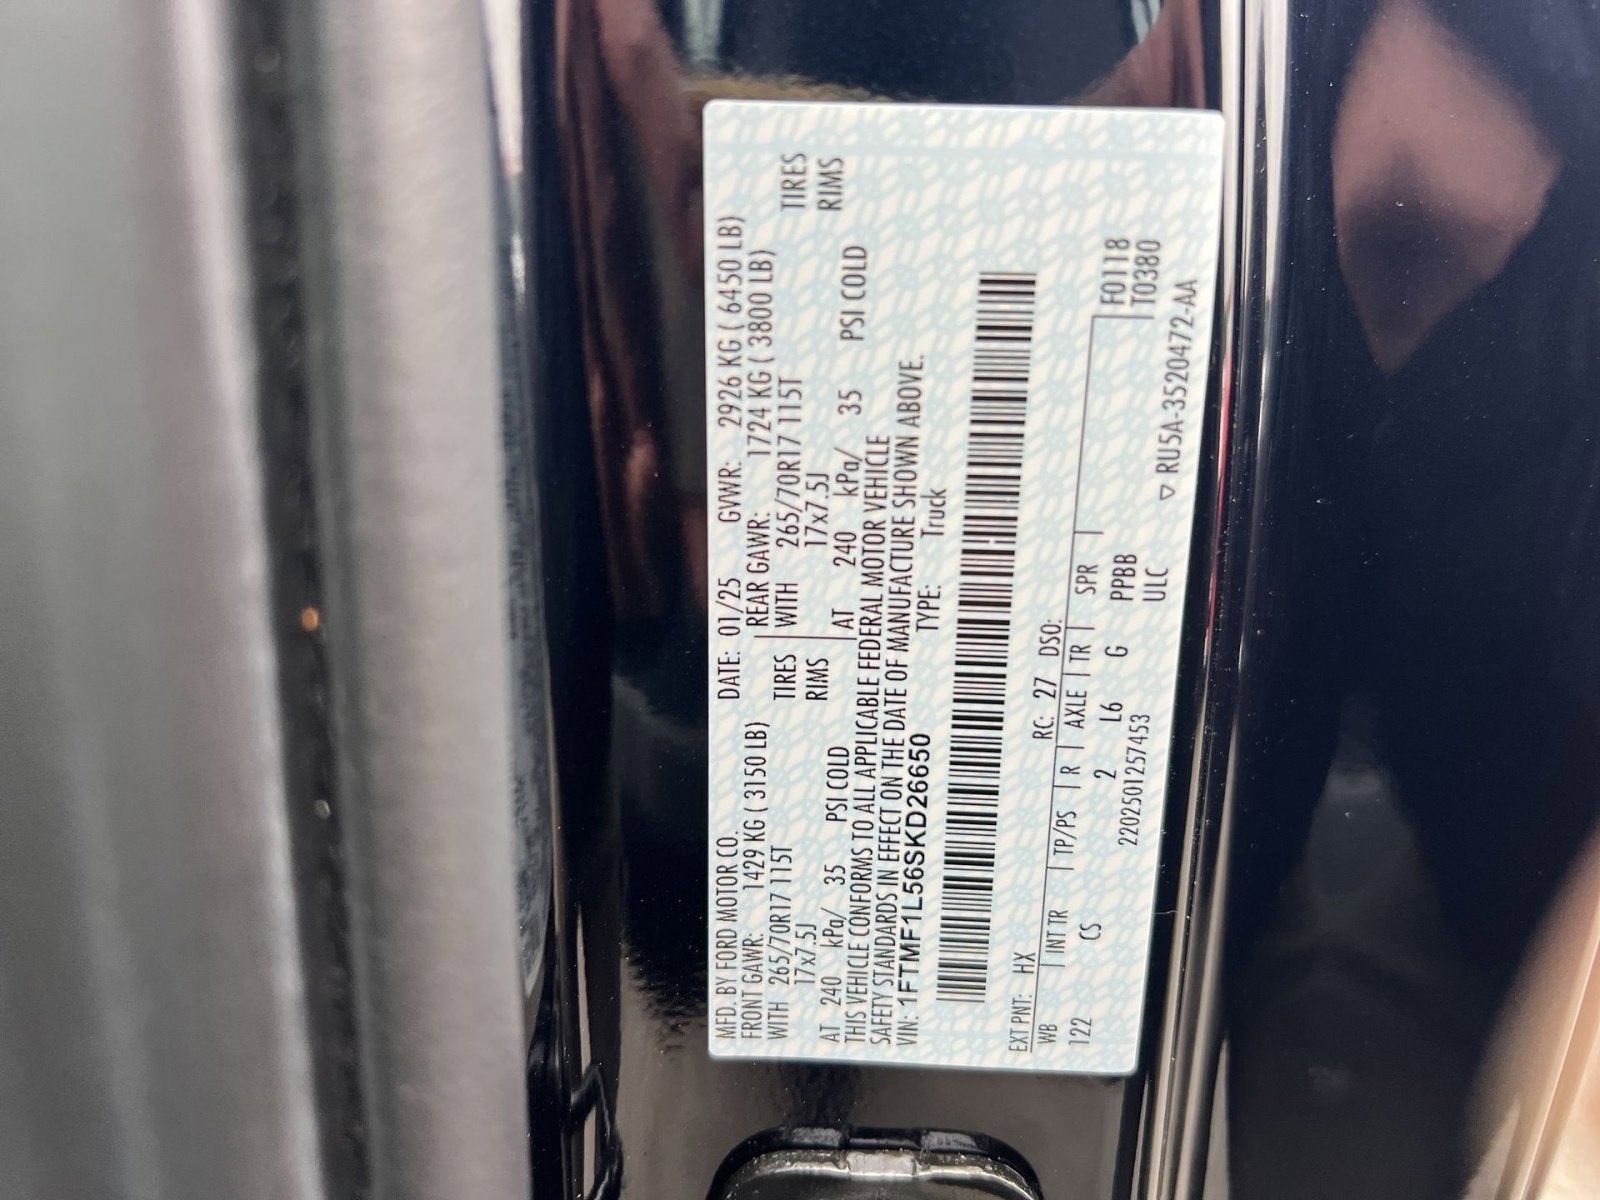 MFD. BY FORD MOTOR CO. DATE: 01/25 GVWR: 2926 KG ( 6450 LB)
FRONT GAWR: 1429 KG ( 3150 LB) REAR GAWR: 1724 KG ( 3800 LB)
WITH 265/70R17 115T TIRES WITH 265/70R17 115T TIRES
17x7.5J RIMS 17x7.5J RIMS
AT 240 kPa/ 35 PSI COLD AT 240 kPa/ 35 PSI COLD
THIS VEHICLE CONFORMS TO ALL APPLICABLE FEDERAL MOTOR VEHICLE
SAFETY STANDARDS IN EFFECT ON THE DATE OF MANUFACTURE SHOWN ABOVE.
VIN: 1FTMF1L56SKD26650 TYPE: Truck
EXT PNT: HX RC: 27 DSO:
WB INT TR TP/PS R AXLE TR SPR F0118
122 CS 2 L6 G PPBB T0380
2202501257453 ULC
▽ RU5A-3520472-AA